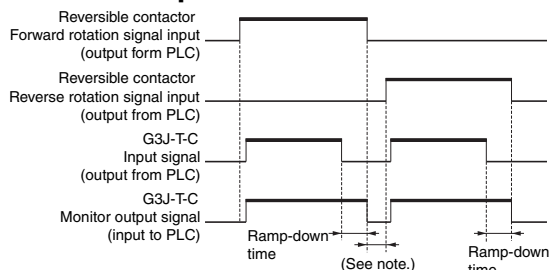 Reversible contactor
Forward rotation signal input
(output form PLC)
Reversible contactor
Reverse rotation signal input
(output from PLC)
G3J-T-C
Input signal
(output from PLC)
G3J-T-C
Monitor output signal
(input to PLC)
Ramp-down
time
(See note.)
Ramp-down
time